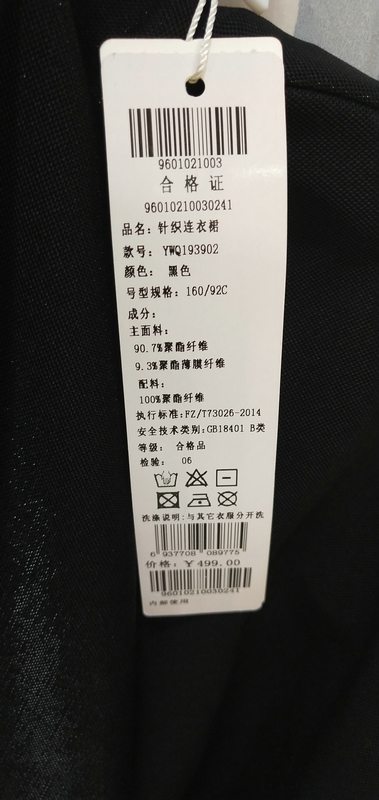 9601021003
合格证
96010210030241
品名：针织连衣裙
款号：YWQ193902
颜色：黑色
号型规格：160/92C
成分：
主面料：
90.7%聚酯纤维
9.3%聚酯薄膜纤维
配料：
100%聚酯纤维
执行标准:FZ/T73026-2014
安全技术类别:GB18401 B类
等级：合格品
检验：06
洗涤说明:与其它衣服分开洗
6 937708 089775
价格：￥499.00
96010210030241
内部使用